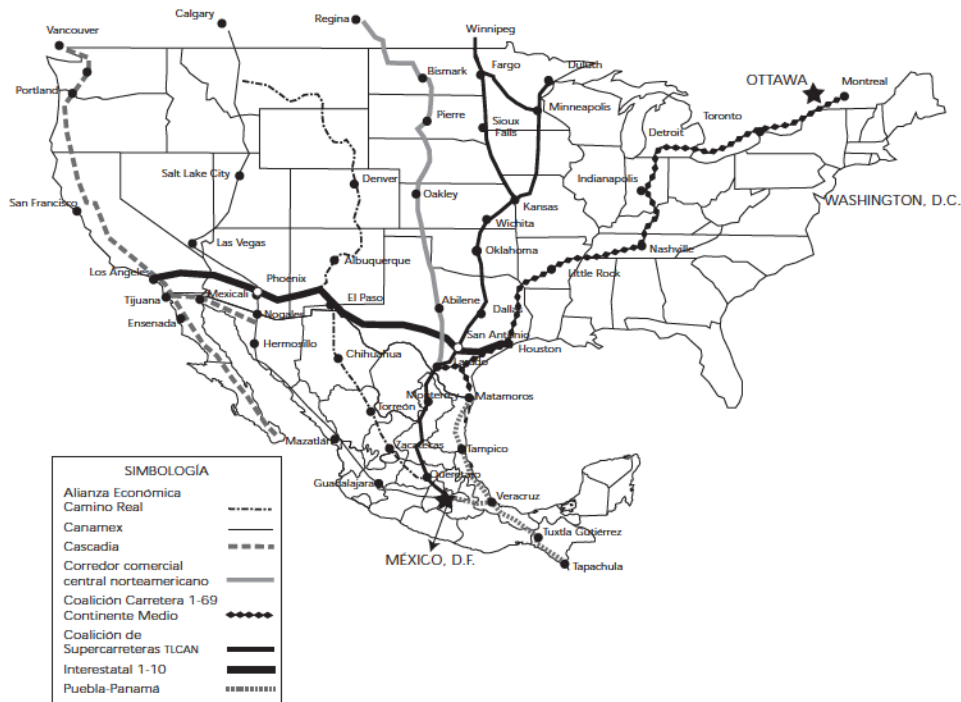 Calgary
Regina
Winnipeg
Vancouver
Bismark
Fargo
Duluth
OTTAWA
Montreal
Portland
Pierre
Minneapolis
Toronto
Sioux
Falls
Detroit
Salt Lake City
Denver
Oakley
Indianapolis
Kansas
WASHINGTON, D.C.
San Francisco
Wichita
Las Vegas
Oklahoma
Nashville
Albuquerque
Los Angeles
Phoenix
Little Rock
Mexicali
El Paso
Abilene
Tijuana
Dallas
Nogales
Ensenada
San Antonio
Hermosillo
Houston
Chihuahua
Laredo
Monterrey
Matamoros
Torreón
Mazatlán
Zacatecas
Tampico
Guadalajara
Querétaro
Veracruz
Tuxtla Gutiérrez
MÉXICO, D.F.
Tapachula
SIMBOLOGÍA
Alianza Económica
Camino Real
Canamex
Cascadia
Corredor comercial
central norteamericano
Coalición Carretera 1-69
Continente Medio
Coalición de
Supercarreteras TLCAN
Interestatal 1-10
Puebla-Panamá